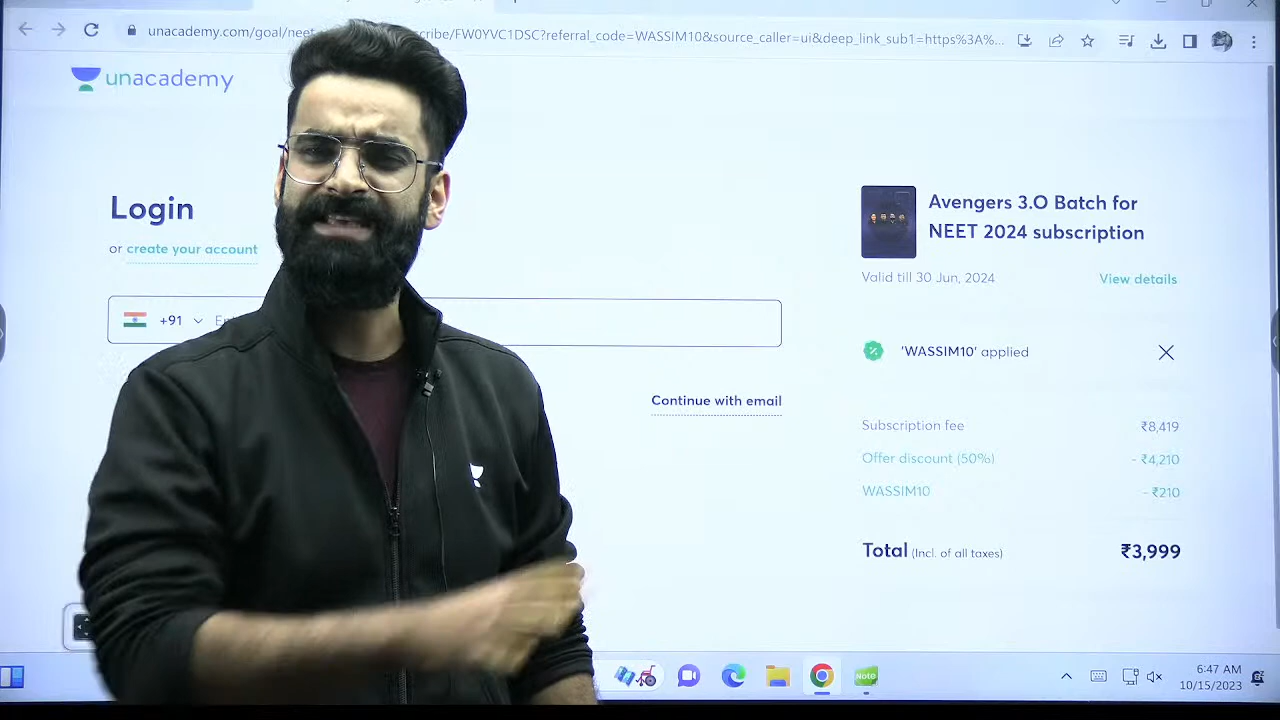 unacademy.com/goal/neet
scribe/FW0YVC1DSC?referral_code=WASSIM10&source_caller=ui&deep_link_sub1=https%3A%...
unacademy
Login
or create your account
+91
Continue with email
Avengers 3.O Batch for
NEET 2024 subscription
Valid till 30 Jun, 2024
View details
'WASSIM10' applied
Subscription fee ₹8,419
Offer discount (50%) - ₹4,210
WASSIM10 - ₹210
Total (Incl. of all taxes) ₹3,999
Note
6:47 AM
10/15/2023